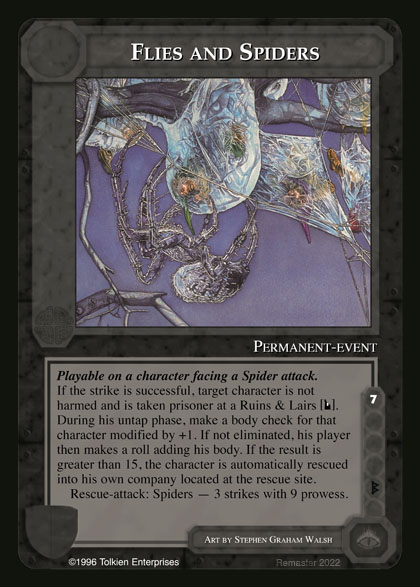 FLIES AND SPIDERS
PERMANENT-EVENT
Playable on a character facing a Spider attack.
If the strike is successful, target character is not
harmed and is taken prisoner at a Ruins & Lairs [].
During his untap phase, make a body check for that
character modified by +1. If not eliminated, his player
then makes a roll adding his body. If the result is
greater than 15, the character is automatically rescued
into his own company located at the rescue site.
Rescue-attack: Spiders — 3 strikes with 9 prowess.
7
ART BY STEPHEN GRAHAM WALSH
©1996 Tolkien Enterprises
Remaster 2022